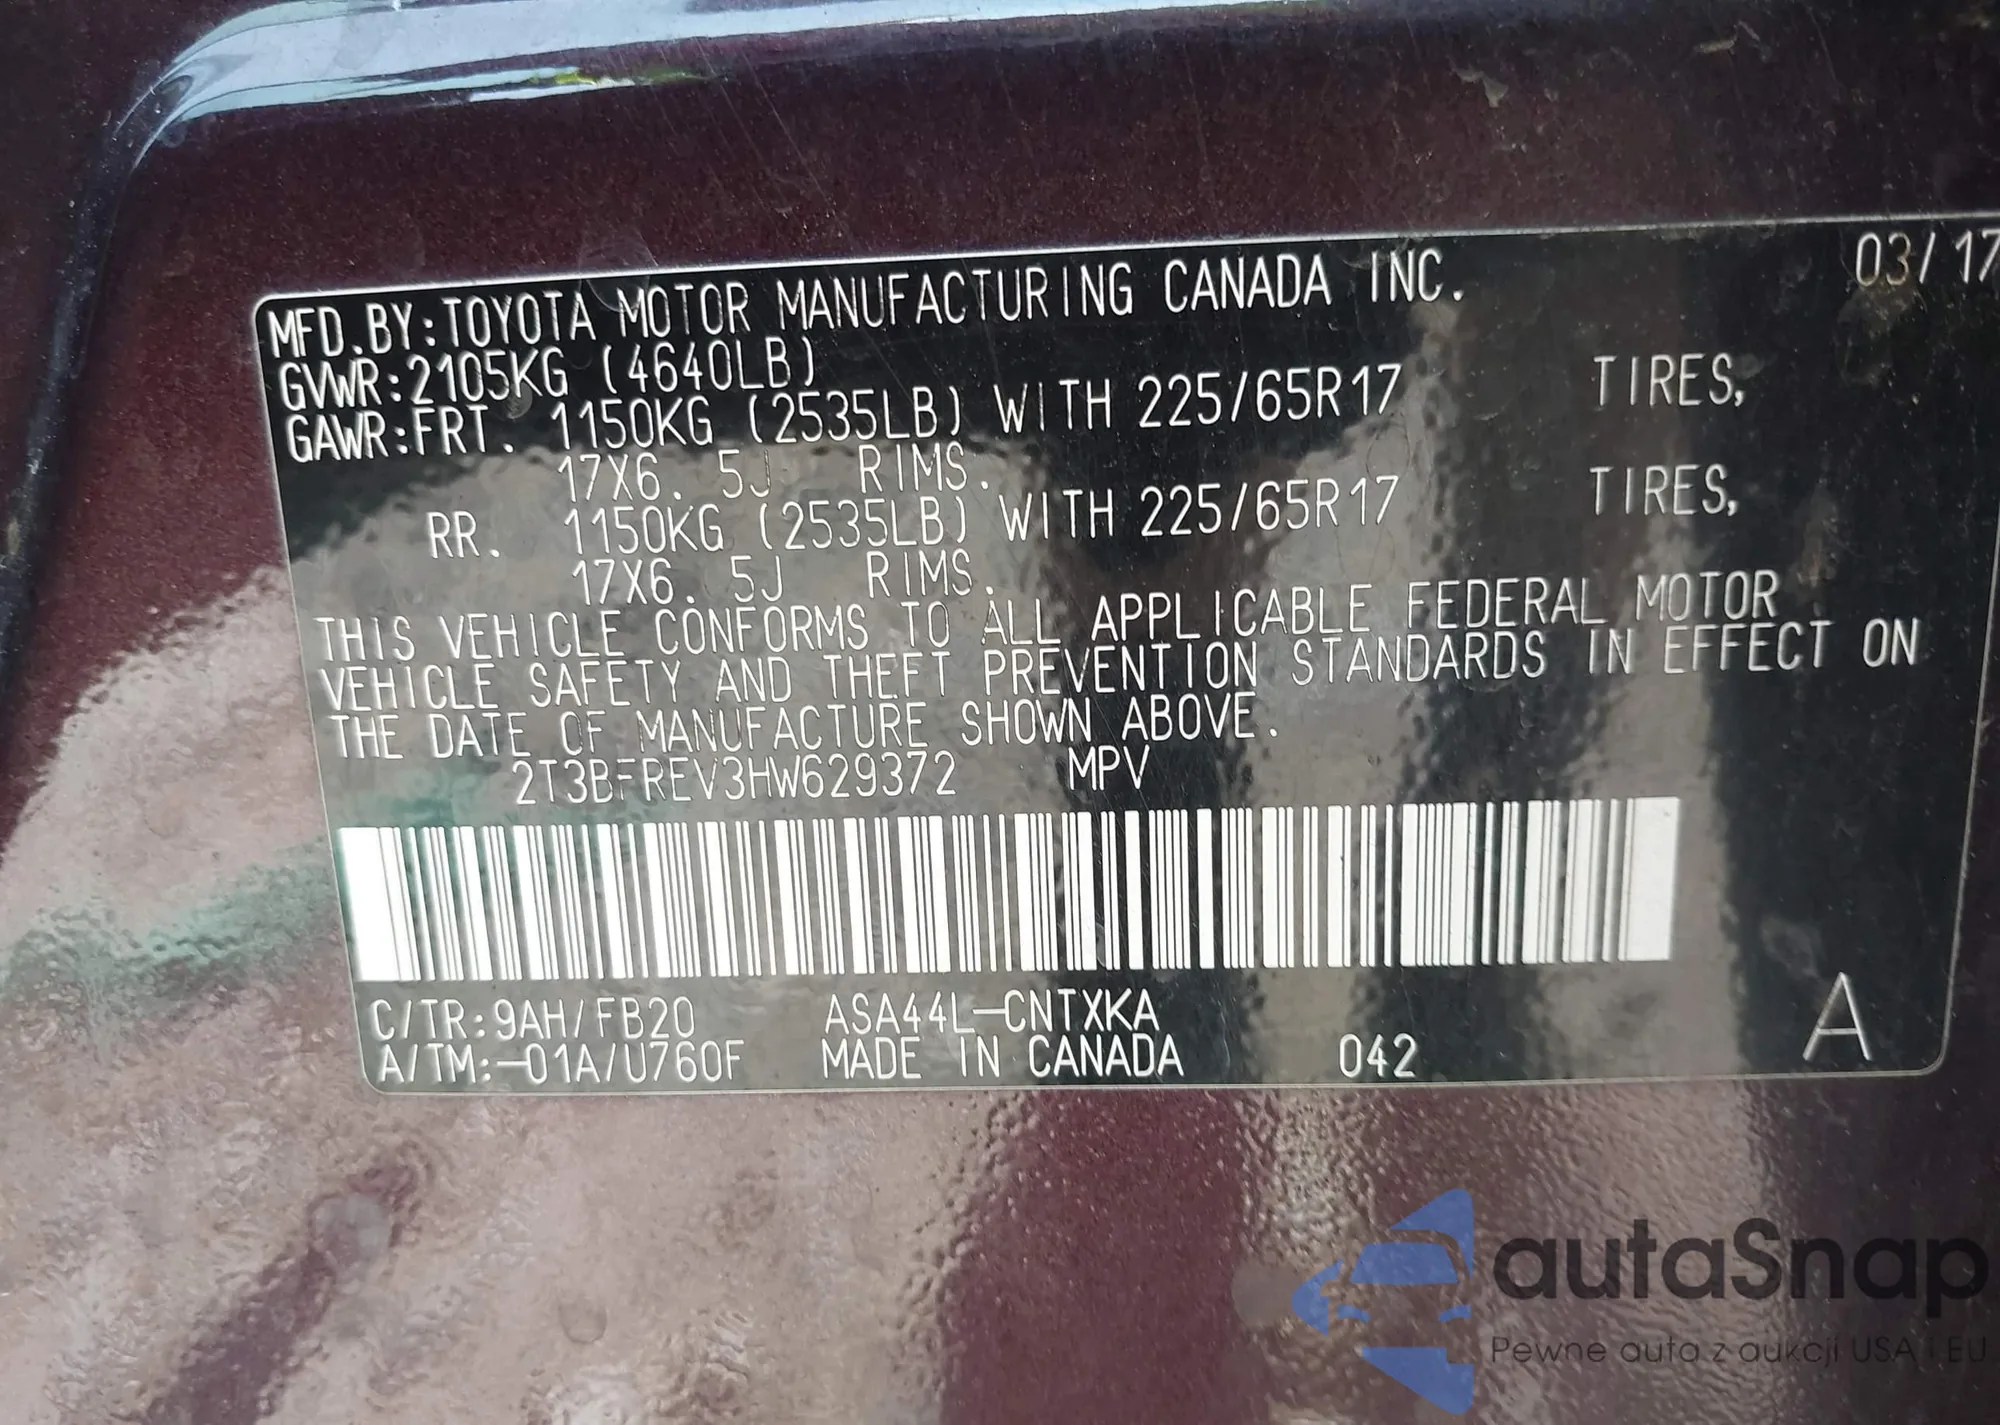 03/17
MFD.BY:TOYOTA MOTOR MANUFACTURING CANADA INC.
GVWR:2105KG (4640LB)
GAWR:FRT. 1150KG (2535LB) WITH 225/65R17 TIRES,
17X6. 5J RIMS.
RR. 1150KG (2535LB) WITH 225/65R17 TIRES,
17X6. 5J RIMS.
THIS VEHICLE CONFORMS TO ALL APPLICABLE FEDERAL MOTOR
VEHICLE SAFETY AND THEFT PREVENTION STANDARDS IN EFFECT ON
THE DATE OF MANUFACTURE SHOWN ABOVE.
2T3BFREV3HW629372 MPV
C/TR:9AH/FB20 ASA44L-CNTXKA
A/TM:-01A/U760F MADE IN CANADA 042 A
autaSnap
Pewne auta z aukcji USA i EU